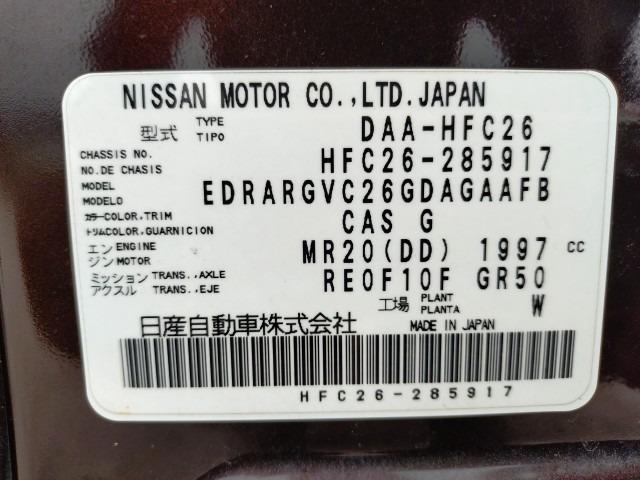 NISSAN MOTOR CO.,LTD.JAPAN
型式 TYPE TIPO DAA-HFC26
CHASSIS NO.
NO.DE CHASIS HFC26-285917
MODEL
MODELO EDRARGVC26GDAGAAFB
カラーCOLOR,TRIM
トリムCOLOR,GUARNICION CAS G
エン ENGINE
ジン MOTOR MR20(DD) 1997 CC
ミッション TRANS.,AXLE
アクスル TRANS.,EJE RE0F10F GR50
工場 PLANT PLANTA W
日産自動車株式会社 MADE IN JAPAN
HFC26-285917